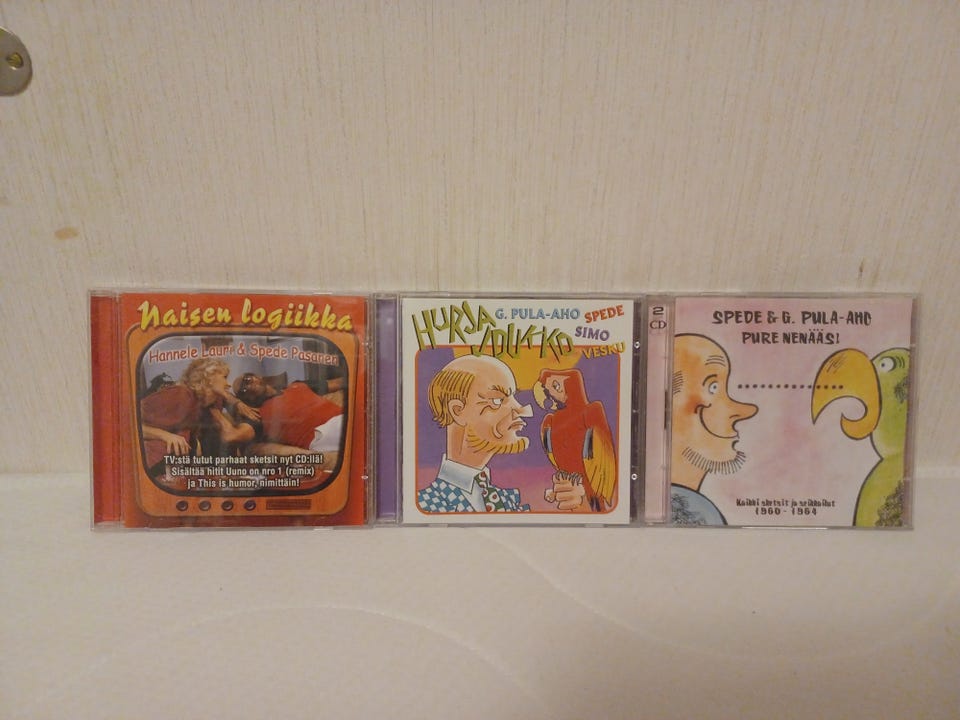 Naisen logiikka
Hannele Lauri & Spede Pasanen
TV:stä tutut parhaat sketsit nyt CD:llä!
Sisältää hitit Uuno on nro 1 (remix)
ja This is humor, nimittäin!
HURJA JOUKKO
G. PULA-AHO
SPEDE
SIMO
VESKU
2
CD
SPEDE & G. PULA-AHO
PURE NENÄÄS!
Kaikki sketsit ja seikkailut
1960 - 1964